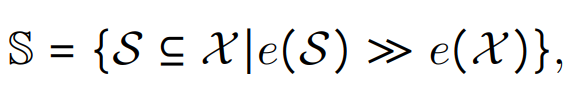 𝕊 = {𝒮 ⊆ 𝒳|e(𝒮) ≫ e(𝒳)},